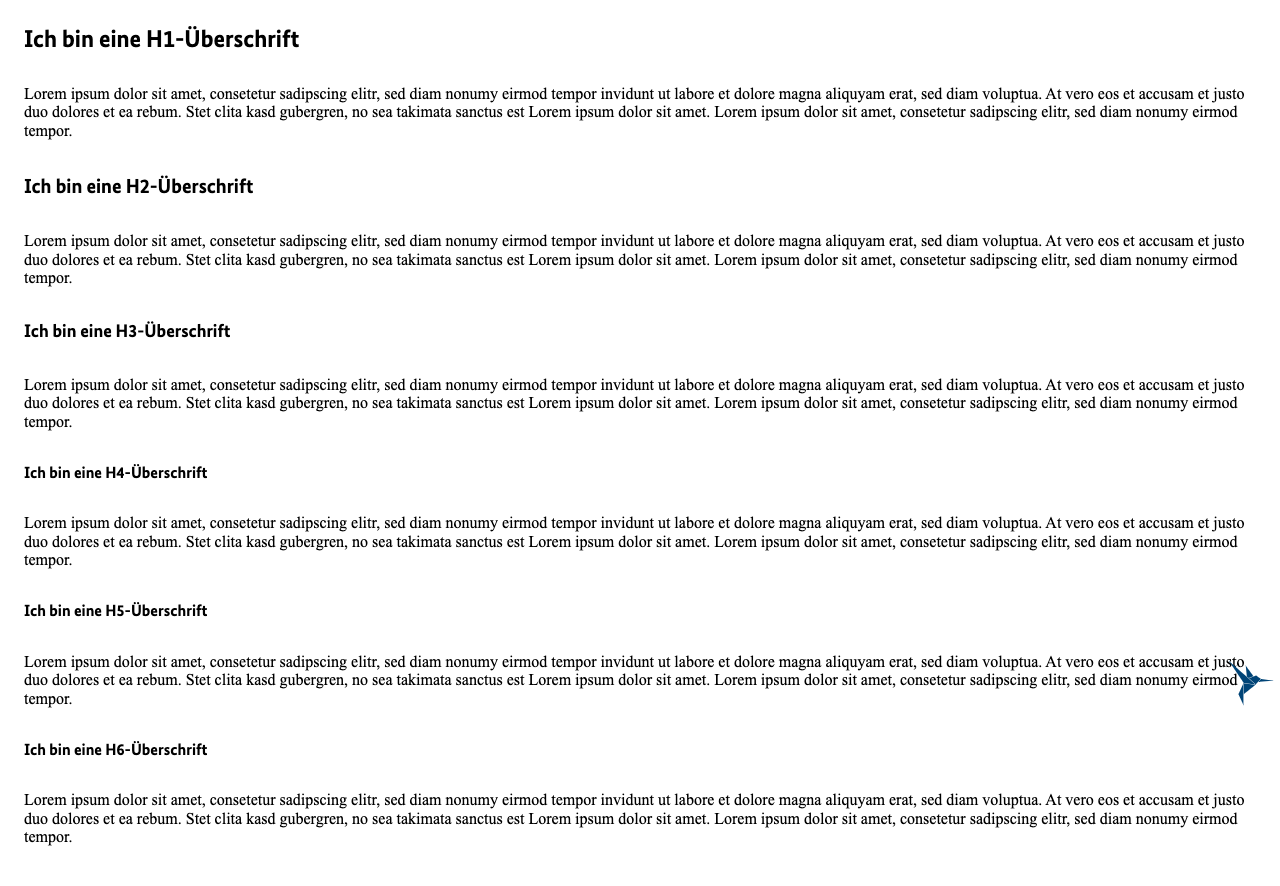 Ich bin eine H1-Überschrift
Lorem ipsum dolor sit amet, consetetur sadipscing elitr, sed diam nonumy eirmod tempor invidunt ut labore et dolore magna aliquyam erat, sed diam voluptua. At vero eos et accusam et justo
duo dolores et ea rebum. Stet clita kasd gubergren, no sea takimata sanctus est Lorem ipsum dolor sit amet. Lorem ipsum dolor sit amet, consetetur sadipscing elitr, sed diam nonumy eirmod
tempor.
Ich bin eine H2-Überschrift
Lorem ipsum dolor sit amet, consetetur sadipscing elitr, sed diam nonumy eirmod tempor invidunt ut labore et dolore magna aliquyam erat, sed diam voluptua. At vero eos et accusam et justo
duo dolores et ea rebum. Stet clita kasd gubergren, no sea takimata sanctus est Lorem ipsum dolor sit amet. Lorem ipsum dolor sit amet, consetetur sadipscing elitr, sed diam nonumy eirmod
tempor.
Ich bin eine H3-Überschrift
Lorem ipsum dolor sit amet, consetetur sadipscing elitr, sed diam nonumy eirmod tempor invidunt ut labore et dolore magna aliquyam erat, sed diam voluptua. At vero eos et accusam et justo
duo dolores et ea rebum. Stet clita kasd gubergren, no sea takimata sanctus est Lorem ipsum dolor sit amet. Lorem ipsum dolor sit amet, consetetur sadipscing elitr, sed diam nonumy eirmod
tempor.
Ich bin eine H4-Überschrift
Lorem ipsum dolor sit amet, consetetur sadipscing elitr, sed diam nonumy eirmod tempor invidunt ut labore et dolore magna aliquyam erat, sed diam voluptua. At vero eos et accusam et justo
duo dolores et ea rebum. Stet clita kasd gubergren, no sea takimata sanctus est Lorem ipsum dolor sit amet. Lorem ipsum dolor sit amet, consetetur sadipscing elitr, sed diam nonumy eirmod
tempor.
Ich bin eine H5-Überschrift
Lorem ipsum dolor sit amet, consetetur sadipscing elitr, sed diam nonumy eirmod tempor invidunt ut labore et dolore magna aliquyam erat, sed diam voluptua. At vero eos et accusam et justo
duo dolores et ea rebum. Stet clita kasd gubergren, no sea takimata sanctus est Lorem ipsum dolor sit amet. Lorem ipsum dolor sit amet, consetetur sadipscing elitr, sed diam nonumy eirmod
tempor.
Ich bin eine H6-Überschrift
Lorem ipsum dolor sit amet, consetetur sadipscing elitr, sed diam nonumy eirmod tempor invidunt ut labore et dolore magna aliquyam erat, sed diam voluptua. At vero eos et accusam et justo
duo dolores et ea rebum. Stet clita kasd gubergren, no sea takimata sanctus est Lorem ipsum dolor sit amet. Lorem ipsum dolor sit amet, consetetur sadipscing elitr, sed diam nonumy eirmod
tempor.